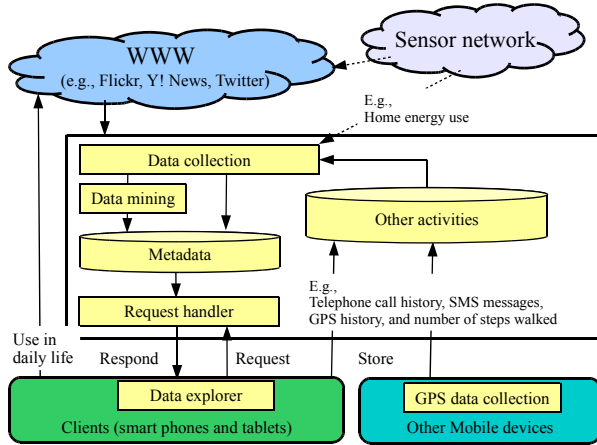 WWW
(e.g., Flickr, Y! News, Twitter)
Sensor network
E.g.,
Home energy use
Data collection
Data mining
Metadata
Other activities
Request handler
E.g.,
Telephone call history, SMS messages,
GPS history, and number of steps walked
Use in
daily life
Respond
Request
Store
Data explorer
Clients (smart phones and tablets)
GPS data collection
Other Mobile devices